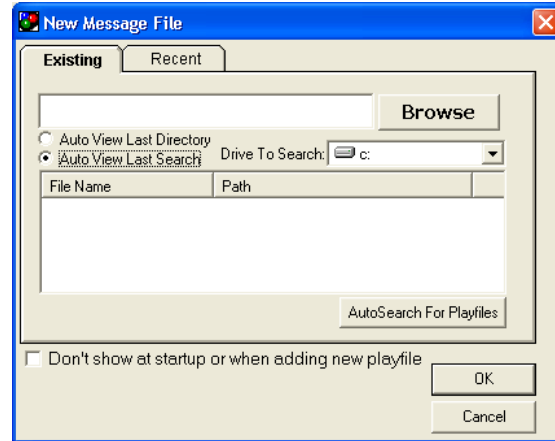 New Message File
Existing Recent
Browse
Auto View Last Directory
Auto View Last Search Drive To Search: c:
File Name Path
AutoSearch For Playfiles
Don't show at startup or when adding new playfile
OK
Cancel